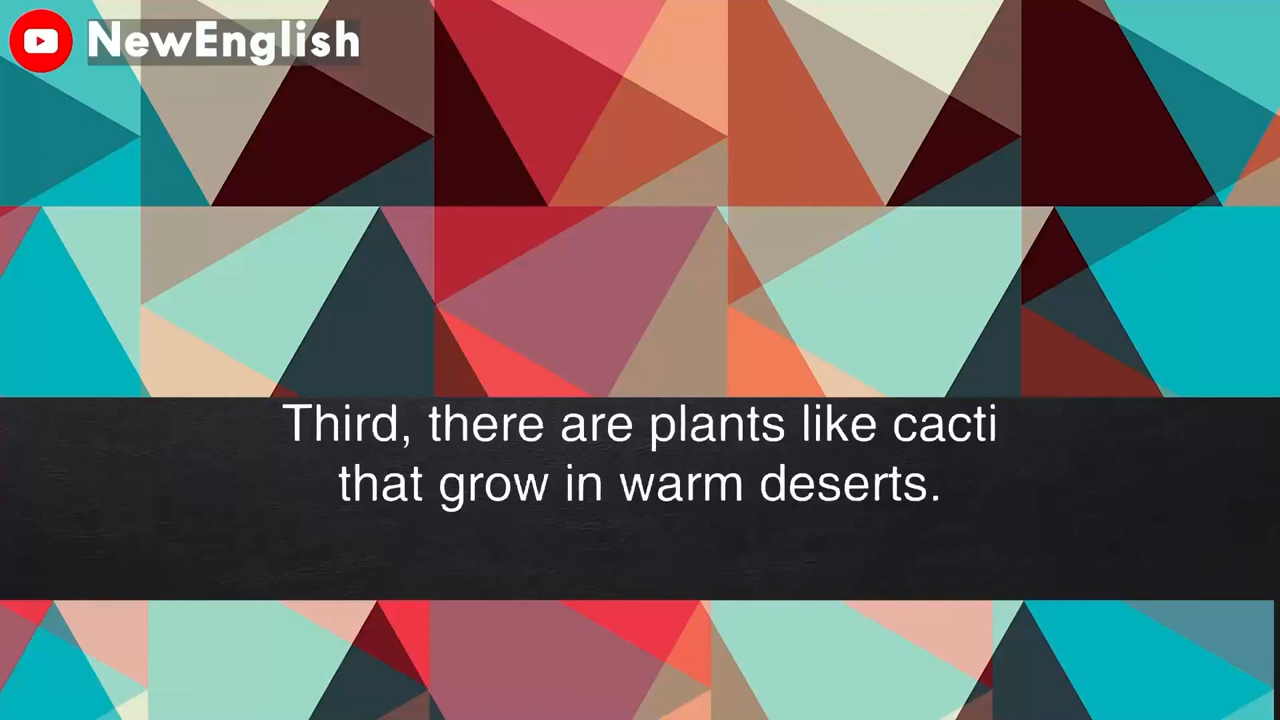 NewEnglish
Third, there are plants like cacti
that grow in warm deserts.